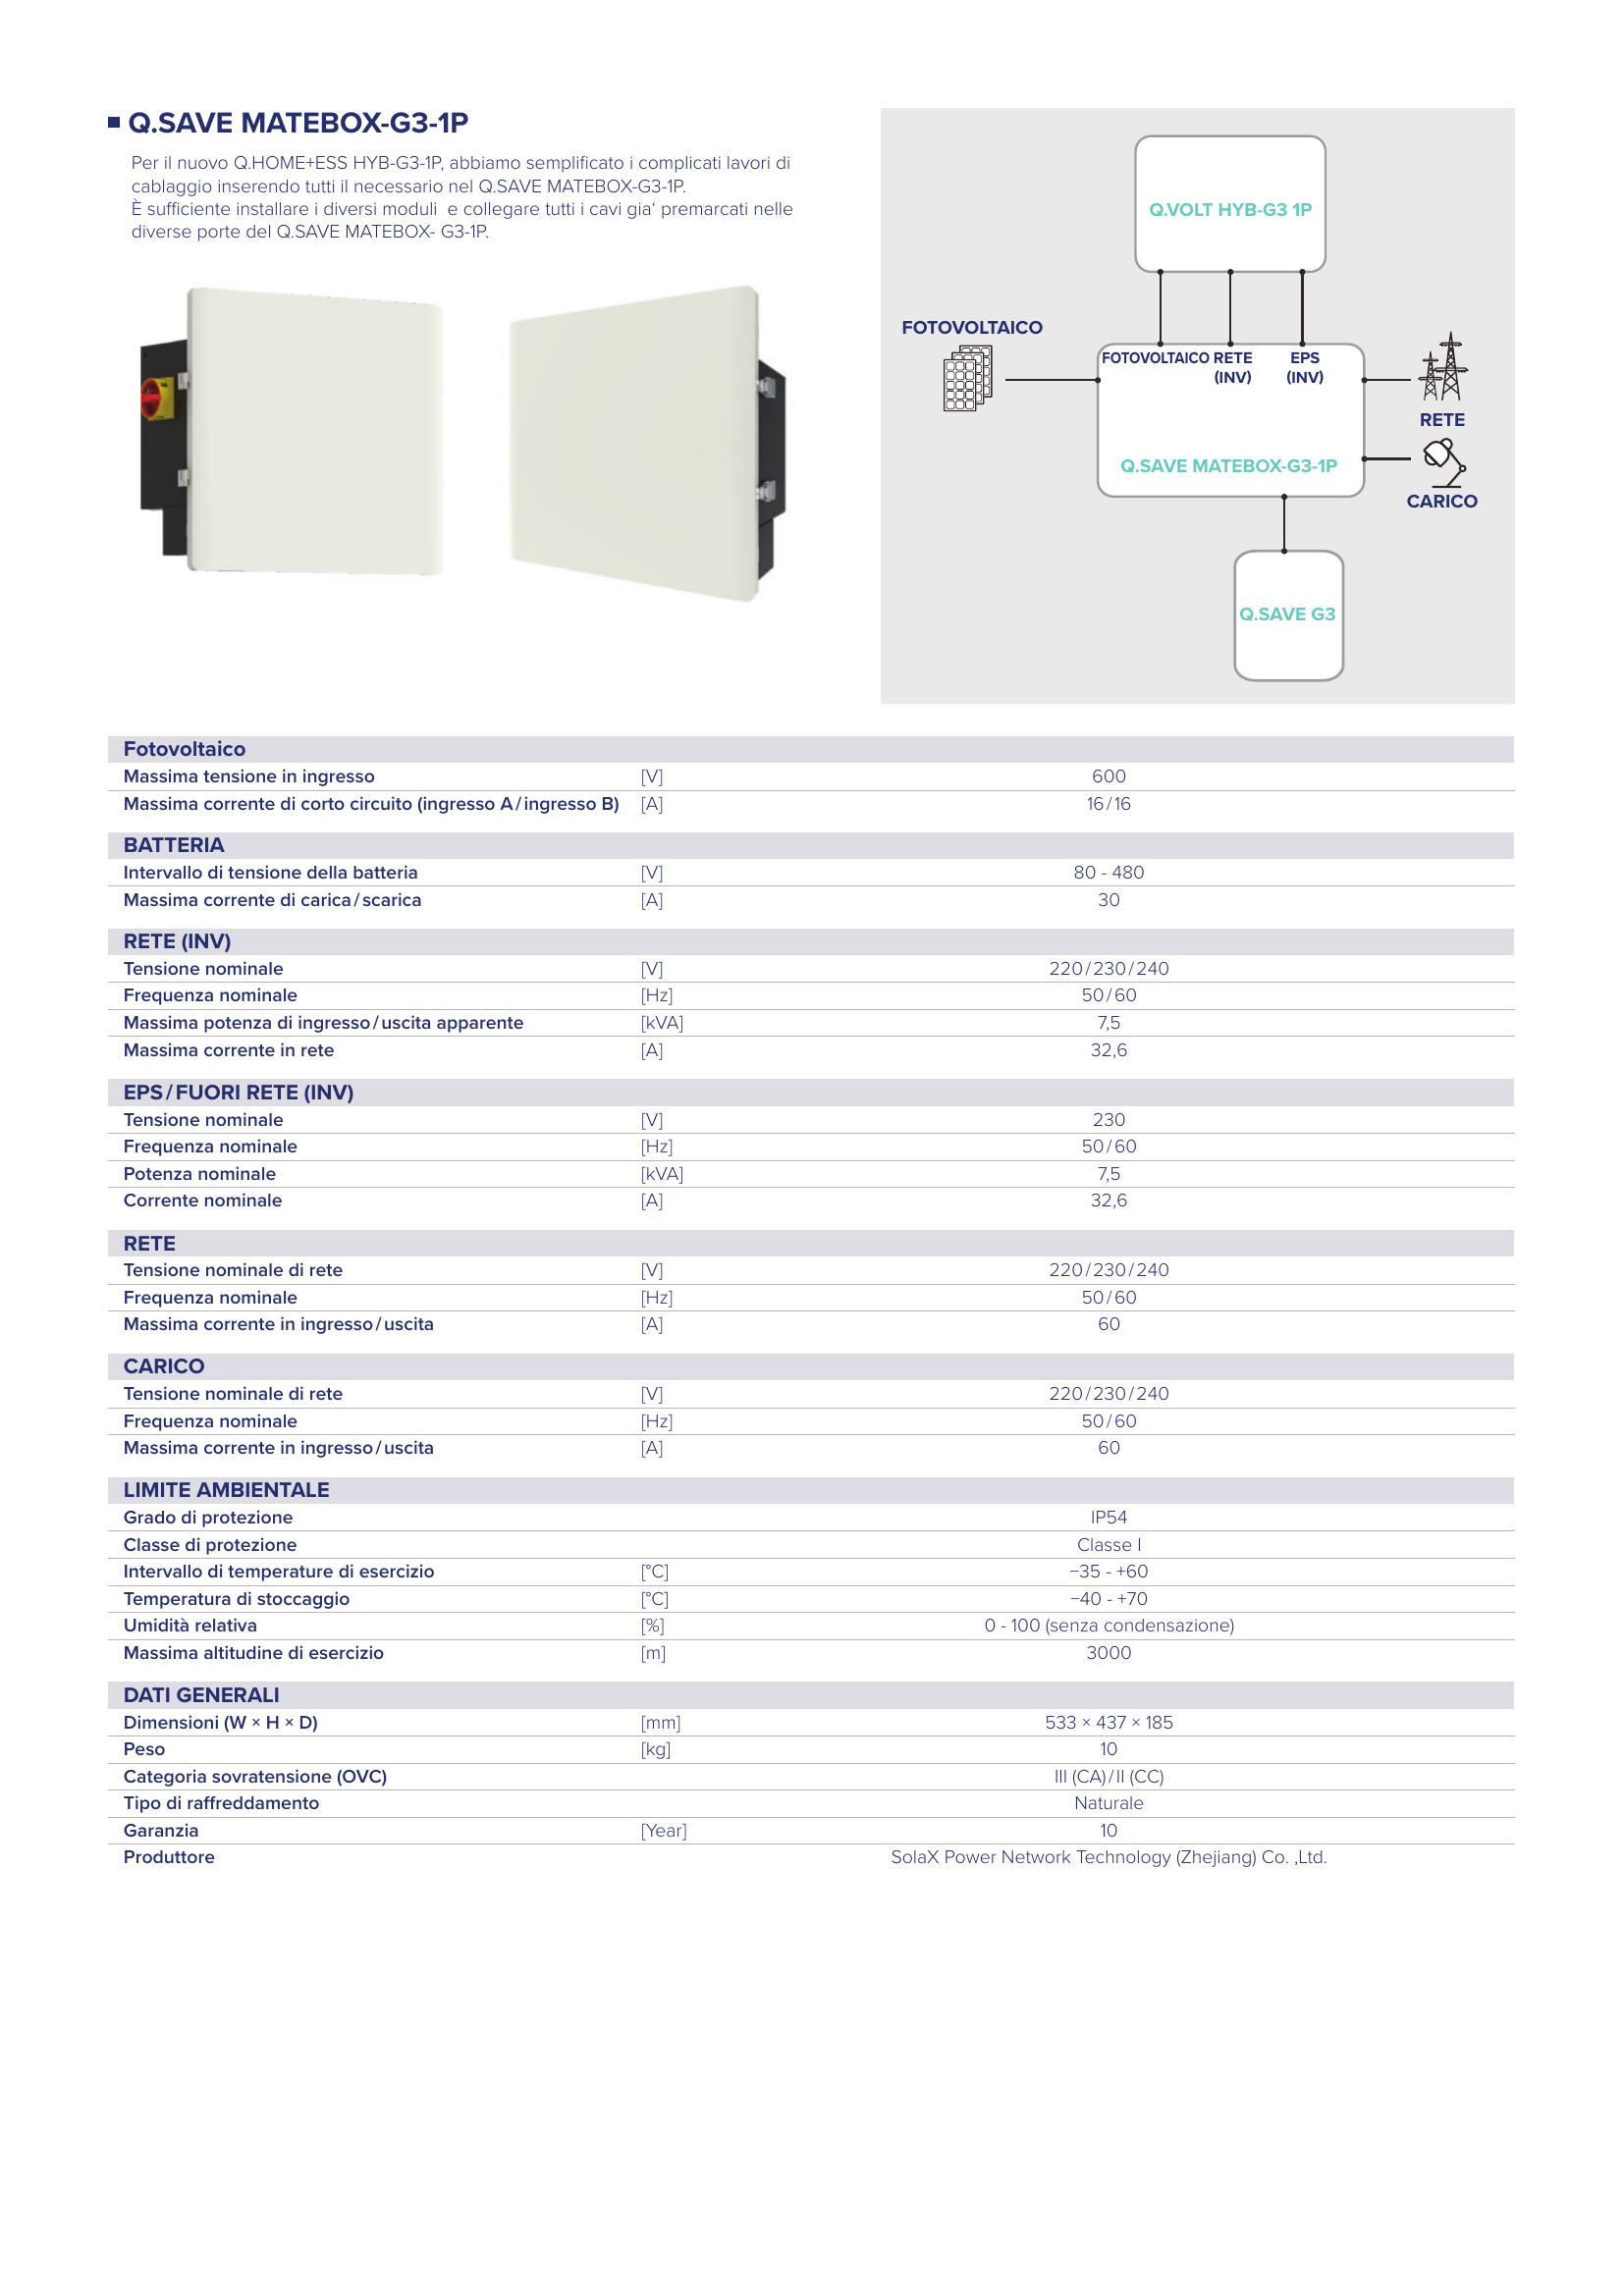 Q.SAVE MATEBOX-G3-1P
Per il nuovo Q.HOME+ESS HYB-G3-1P, abbiamo semplificato i complicati lavori di
cablaggio inserendo tutti il necessario nel Q.SAVE MATEBOX-G3-1P.
È sufficiente installare i diversi moduli  e collegare tutti i cavi gia‘ premarcati nelle
diverse porte del Q.SAVE MATEBOX- G3-1P.
Q.VOLT HYB-G3 1P
FOTOVOLTAICO
FOTOVOLTAICO RETE (INV) EPS (INV)
RETE
Q.SAVE MATEBOX-G3-1P
CARICO
Q.SAVE G3
Fotovoltaico
Massima tensione in ingresso [V] 600
Massima corrente di corto circuito (ingresso A/ingresso B) [A] 16/16
BATTERIA
Intervallo di tensione della batteria [V] 80 - 480
Massima corrente di carica/scarica [A] 30
RETE (INV)
Tensione nominale [V] 220/230/240
Frequenza nominale [Hz] 50/60
Massima potenza di ingresso/uscita apparente [kVA] 7,5
Massima corrente in rete [A] 32,6
EPS/FUORI RETE (INV)
Tensione nominale [V] 230
Frequenza nominale [Hz] 50/60
Potenza nominale [kVA] 7,5
Corrente nominale [A] 32,6
RETE
Tensione nominale di rete [V] 220/230/240
Frequenza nominale [Hz] 50/60
Massima corrente in ingresso/uscita [A] 60
CARICO
Tensione nominale di rete [V] 220/230/240
Frequenza nominale [Hz] 50/60
Massima corrente in ingresso/uscita [A] 60
LIMITE AMBIENTALE
Grado di protezione IP54
Classe di protezione Classe I
Intervallo di temperature di esercizio [°C] −35 - +60
Temperatura di stoccaggio [°C] −40 - +70
Umidità relativa [%] 0 - 100 (senza condensazione)
Massima altitudine di esercizio [m] 3000
DATI GENERALI
Dimensioni (W × H × D) [mm] 533 × 437 × 185
Peso [kg] 10
Categoria sovratensione (OVC) III (CA)/II (CC)
Tipo di raffreddamento Naturale
Garanzia [Year] 10
Produttore SolaX Power Network Technology (Zhejiang) Co. ,Ltd.